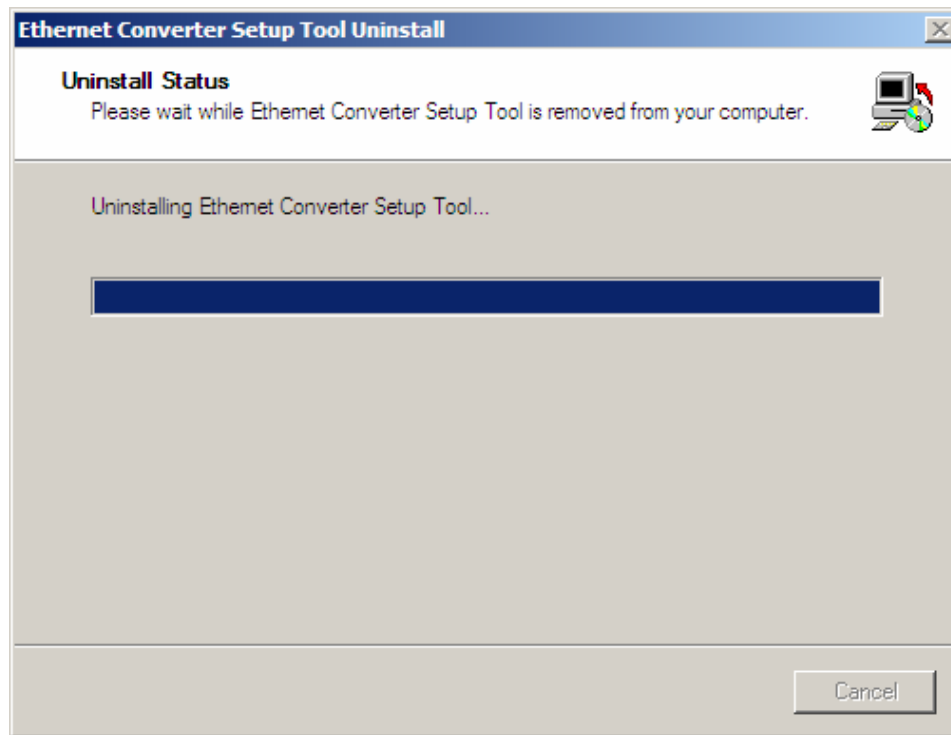 Ethernet Converter Setup Tool Uninstall
Uninstall Status
Please wait while Ethernet Converter Setup Tool is removed from your computer.
Uninstalling Ethernet Converter Setup Tool...
Cancel